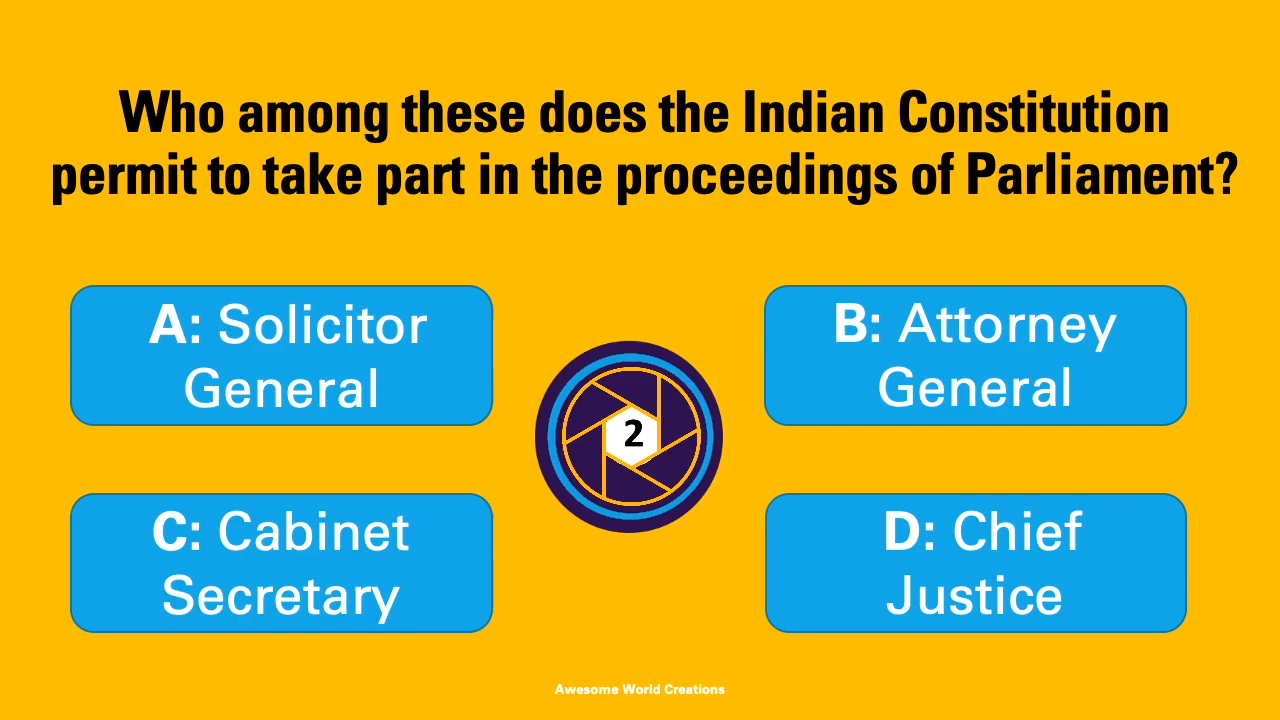 Who among these does the Indian Constitution
permit to take part in the proceedings of Parliament?
A: Solicitor
General
B: Attorney
General
2
C: Cabinet
Secretary
D: Chief
Justice
Awesome World Creations